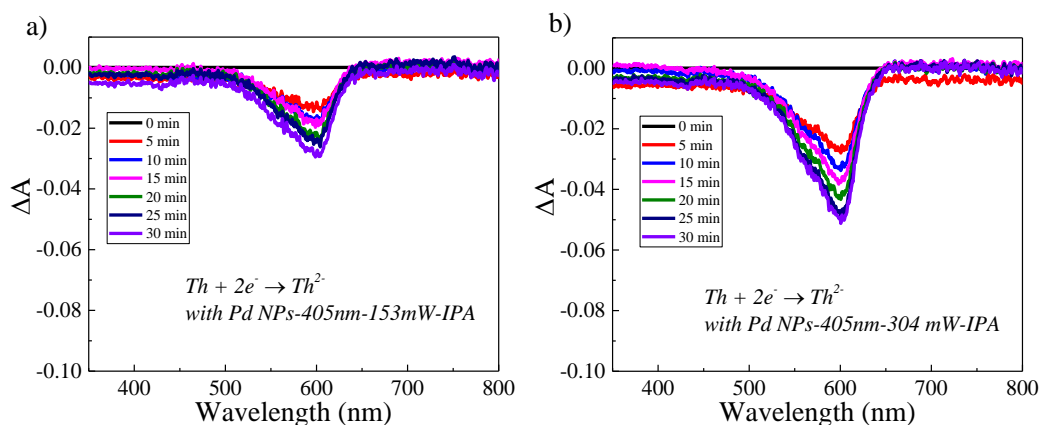 a)
0.00
-0.02
-0.04
-0.06
-0.08
-0.10
ΔA
0 min
5 min
10 min
15 min
20 min
25 min
30 min
Th + 2e⁻ → Th²⁻
with Pd NPs-405nm-153mW-IPA
400 500 600 700 800
Wavelength (nm)
b)
0.00
-0.02
-0.04
-0.06
-0.08
-0.10
ΔA
0 min
5 min
10 min
15 min
20 min
25 min
30 min
Th + 2e⁻ → Th²⁻
with Pd NPs-405nm-304 mW-IPA
400 500 600 700 800
Wavelength (nm)